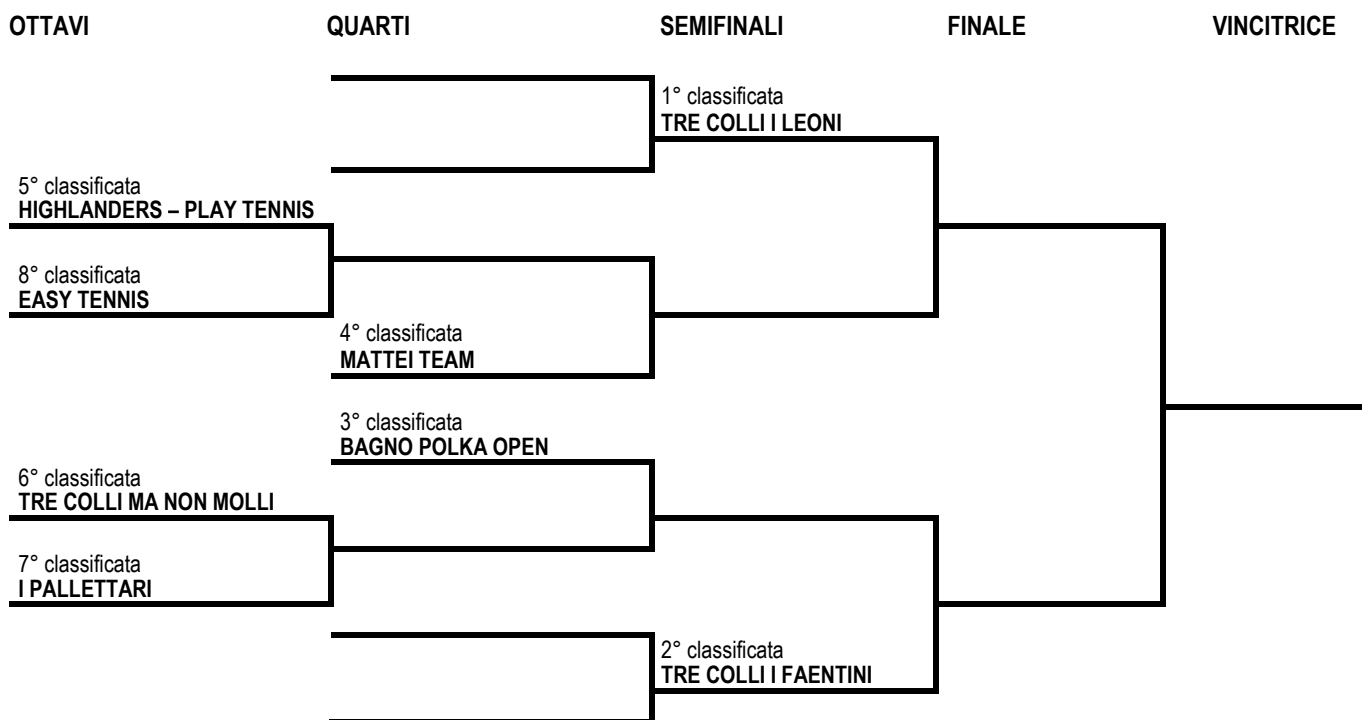 OTTAVI QUARTI SEMIFINALI FINALE VINCITRICE
1° classificata
TRE COLLI I LEONI
5° classificata
HIGHLANDERS – PLAY TENNIS
8° classificata
EASY TENNIS
4° classificata
MATTEI TEAM
3° classificata
BAGNO POLKA OPEN
6° classificata
TRE COLLI MA NON MOLLI
7° classificata
I PALLETTARI
2° classificata
TRE COLLI I FAENTINI